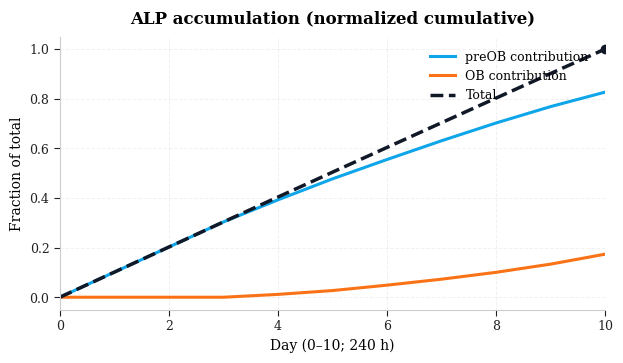 ALP accumulation (normalized cumulative)
preOB contribution
OB contribution
Total
Fraction of total
1.0
0.8
0.6
0.4
0.2
0.0
0 2 4 6 8 10
Day (0–10; 240 h)